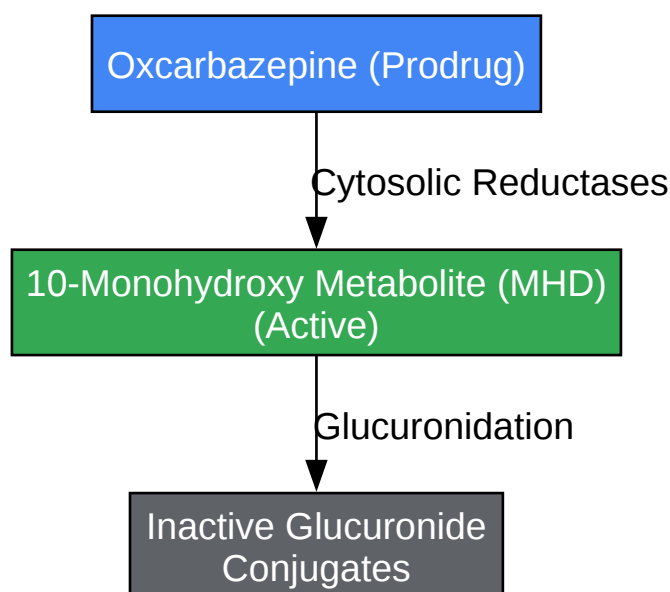 Oxcarbazepine (Prodrug)
Cytosolic Reductases
10-Monohydroxy Metabolite (MHD)
(Active)
Glucuronidation
Inactive Glucuronide
Conjugates